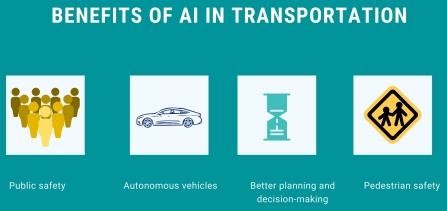 BENEFITS OF AI IN TRANSPORTATION
Public safety
Autonomous vehicles
Better planning and
decision-making
Pedestrian safety